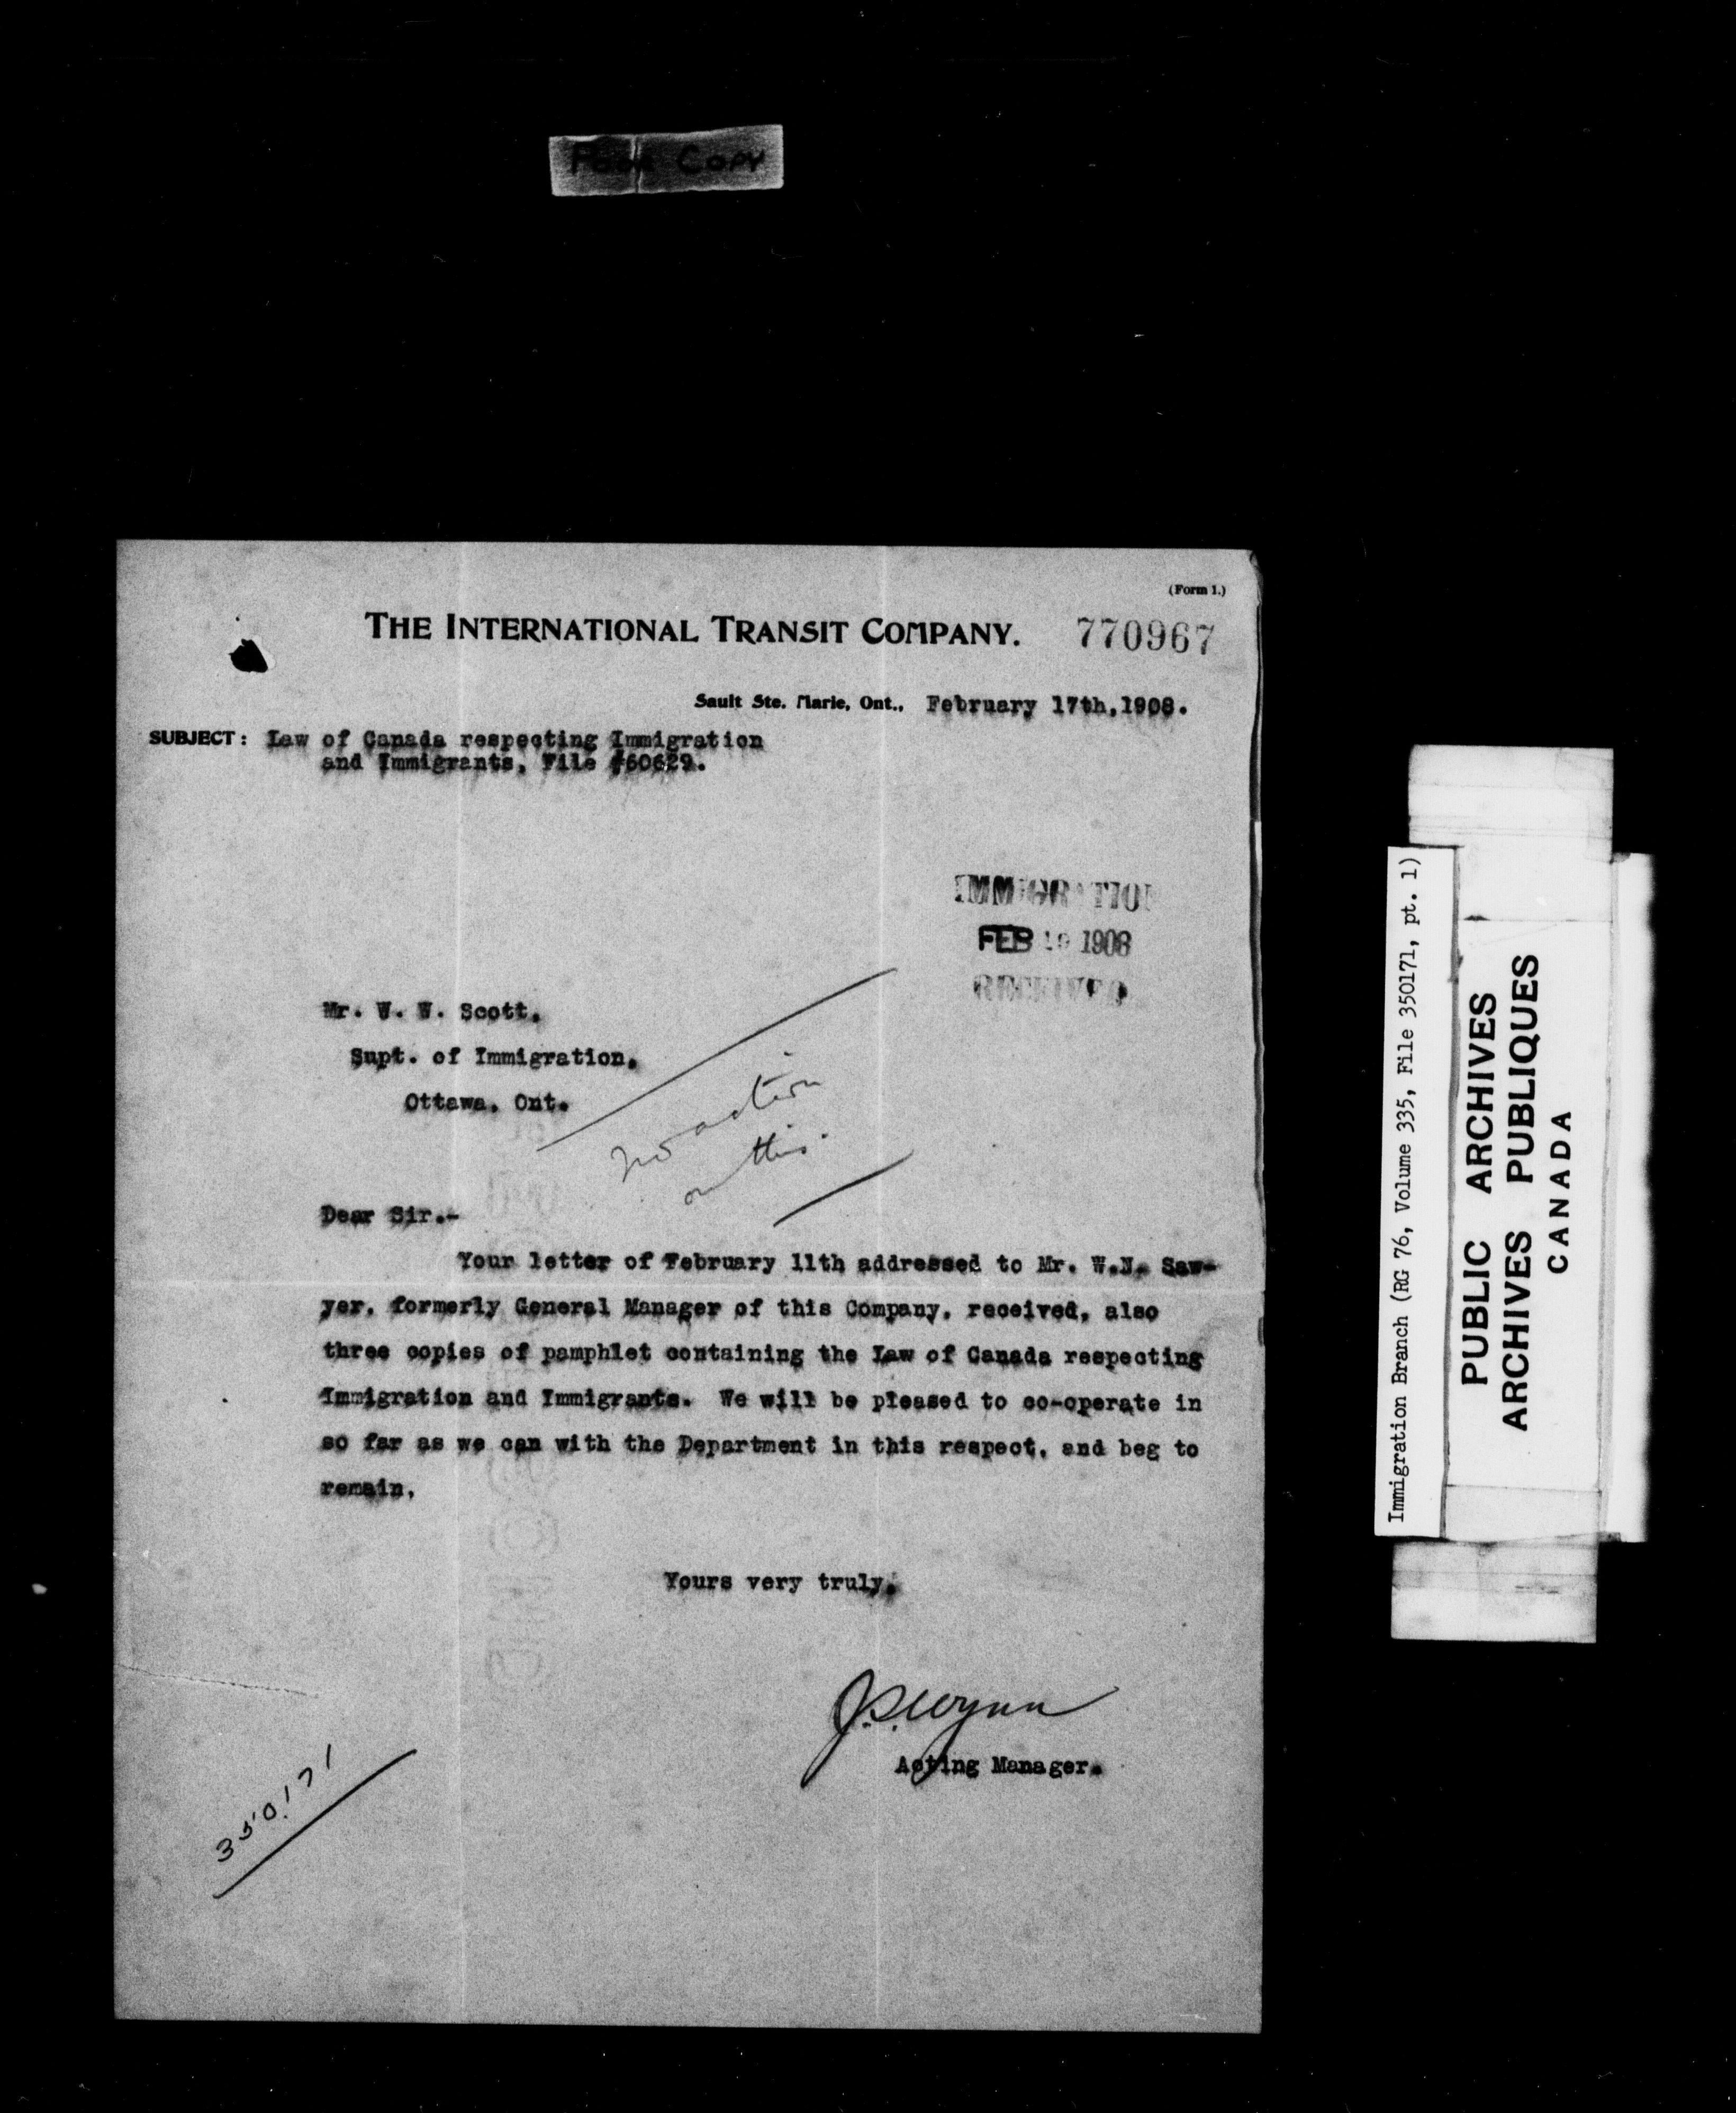 Poor Copy
(Form 1.)
THE INTERNATIONAL TRANSIT COMPANY.
770967
Sault Ste. Marie, Ont., February 17th, 1908.
SUBJECT: Law of Canada respecting Immigration
and Immigrants, File #60629.
IMMIGRATION
FEB 19 1908
RECEIVED
Mr. W. W. Scott,
Supt. of Immigration,
Ottawa, Ont.
no action
on this.
Dear Sir.-
Your letter of February 11th addressed to Mr. W.N. Saw-
yer, formerly General Manager of this Company, received, also
three copies of pamphlet containing the Law of Canada respecting
Immigration and Immigrants. We will be pleased to co-operate in
so far as we can with the Department in this respect, and beg to
remain,
Yours very truly,
J.P. Wynn
Acting Manager.
350171
Immigration Branch (RG 76, Volume 335, File 350171, pt. 1)
PUBLIC ARCHIVES
ARCHIVES PUBLIQUES
CANADA